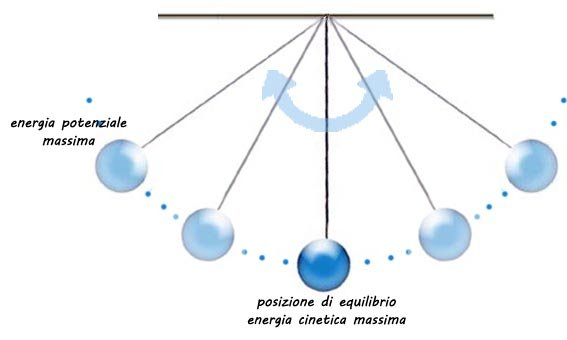 energia potenziale
massima
posizione di equilibrio
energia cinetica massima